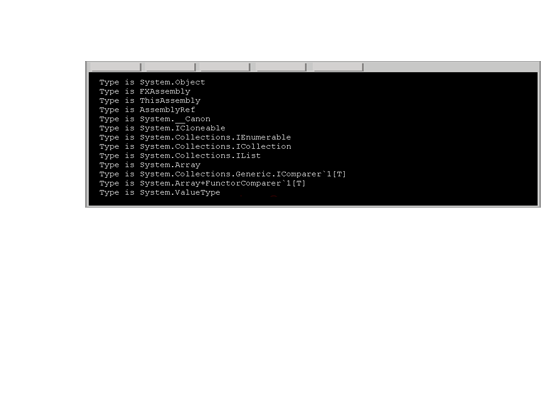 Type is System.Object
Type is FXAssembly
Type is ThisAssembly
Type is AssemblyRef
Type is System.__Canon
Type is System.ICloneable
Type is System.Collections.IEnumerable
Type is System.Collections.ICollection
Type is System.Collections.IList
Type is System.Array
Type is System.Collections.Generic.IComparer`1[T]
Type is System.Array+FunctorComparer`1[T]
Type is System.ValueType